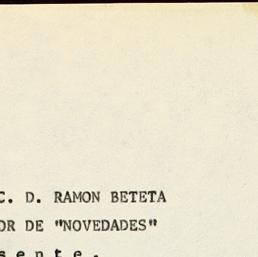 C. D. RAMON BETETA
OR DE "NOVEDADES"
s e n t e .